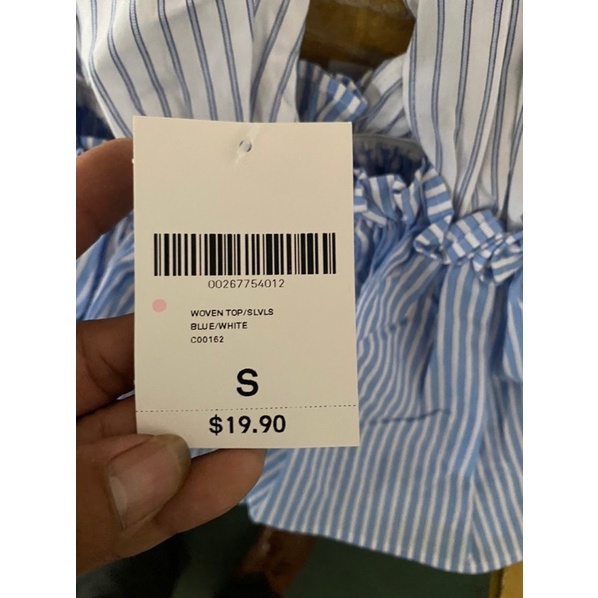 00267754012
WOVEN TOP/SLVLS
BLUE/WHITE
C00162
S
$19.90